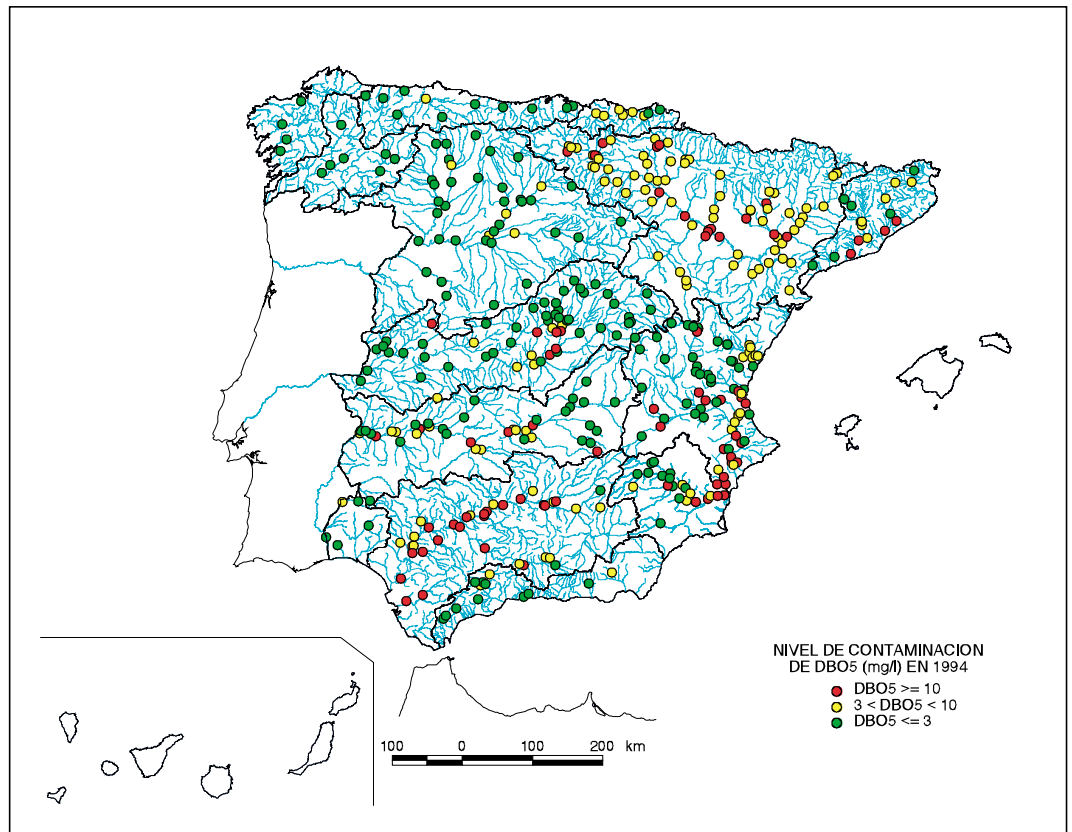 NIVEL DE CONTAMINACION
DE DBO5 (mg/l) EN 1994
DBO5 >= 10
3 < DBO5 < 10
DBO5 <= 3
100 0 100 200 km